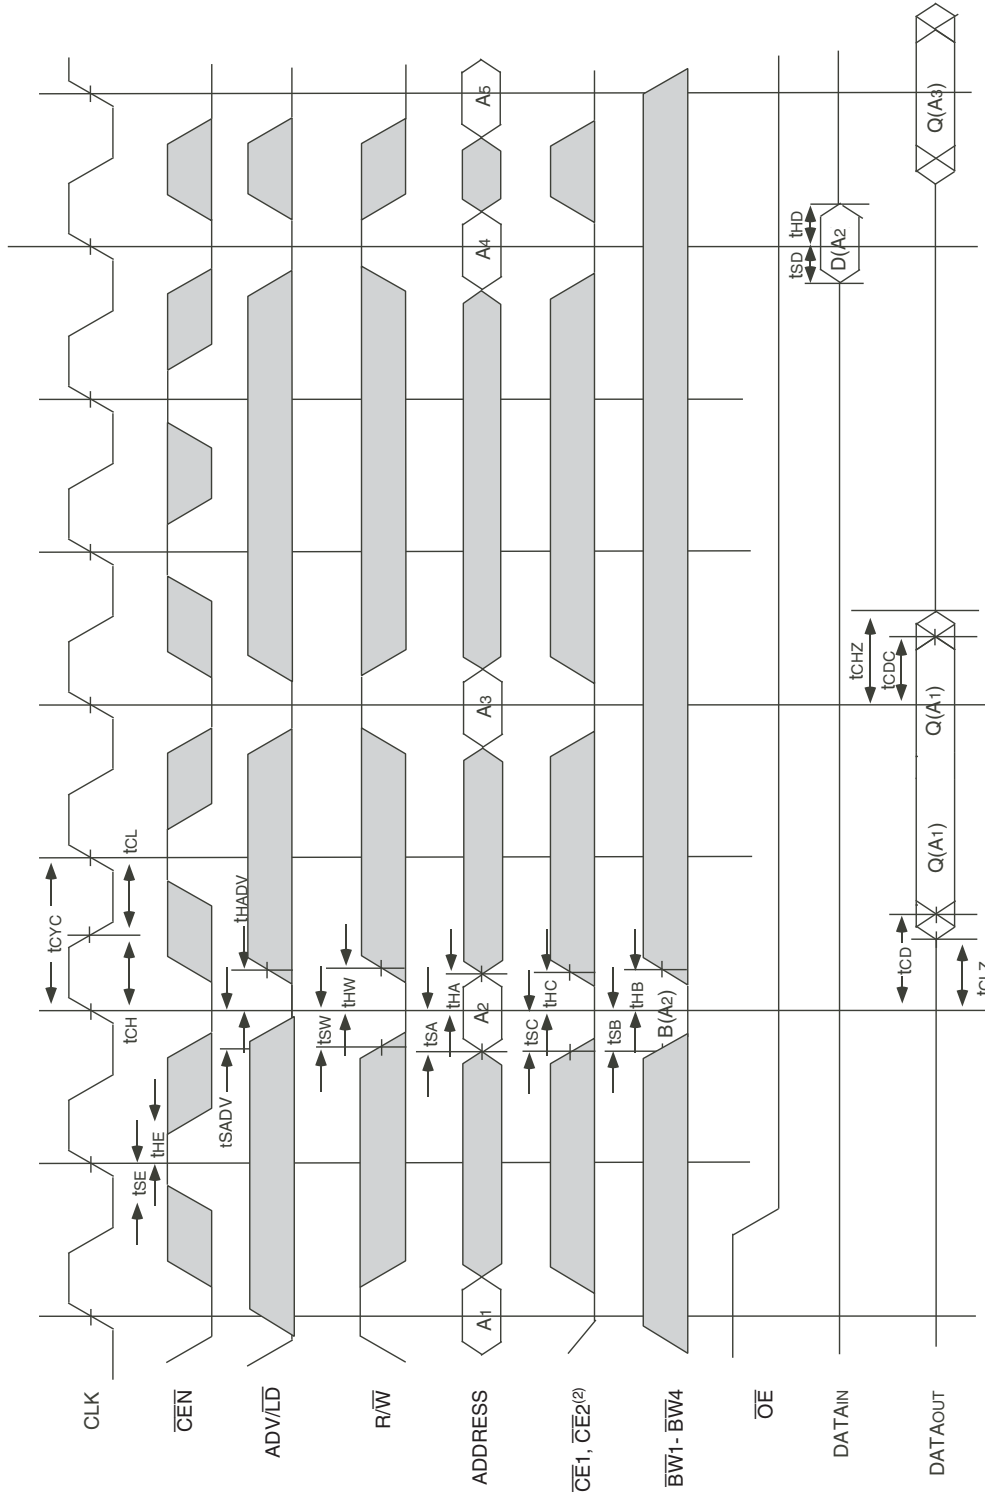 CLK
tCYC
tCH
tCL
CEN
tSE
tHE
ADV/LD
tSADV
tHADV
R/W
tSW
tHW
ADDRESS
A1
tSA
tHA
A2
A3
A4
A5
CE1, CE2(2)
tSC
tHC
BW1- BW4
tSB
tHB
B(A2)
OE
DATAIN
tSD
tHD
D(A2
DATAOUT
tCLZ
tCD
Q(A1)
Q(A1)
tCHZ
tCDC
Q(A3)